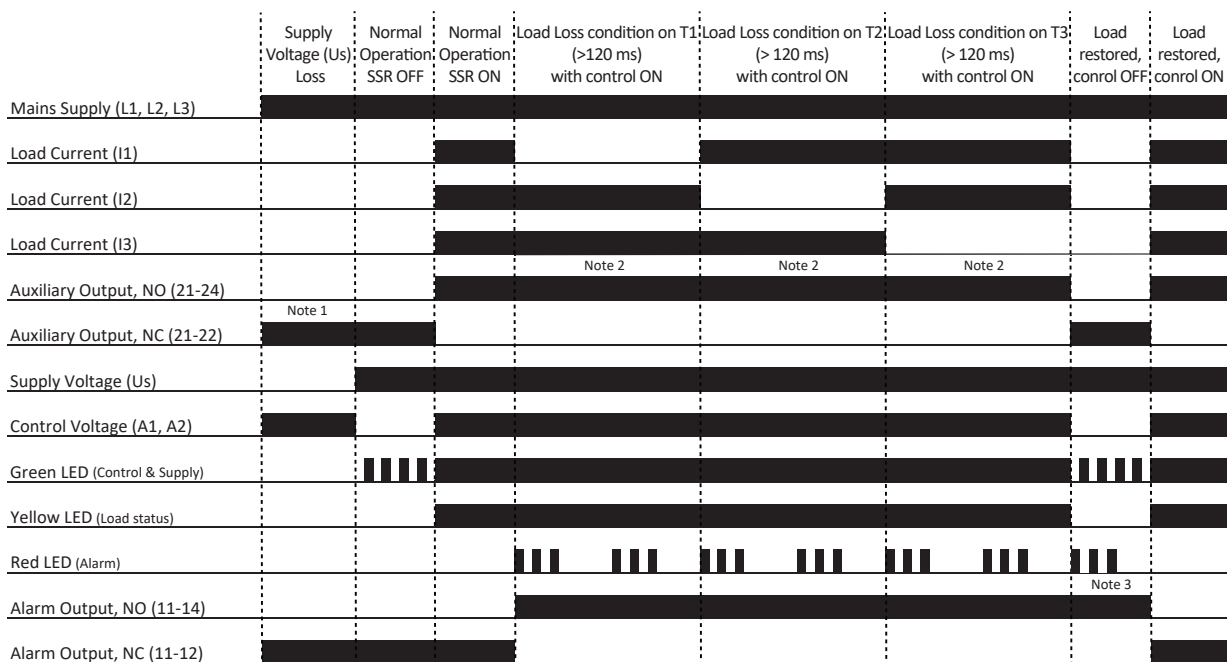 Supply Voltage (Us) Loss
Normal Operation SSR OFF
Normal Operation SSR ON
Load Loss condition on T1 (>120 ms) with control ON
Load Loss condition on T2 (> 120 ms) with control ON
Load Loss condition on T3 (> 120 ms) with control ON
Load restored, conrol OFF
Load restored, conrol ON
Mains Supply (L1, L2, L3)
Load Current (I1)
Load Current (I2)
Load Current (I3)
Note 2 Note 2 Note 2
Auxiliary Output, NO (21-24)
Note 1
Auxiliary Output, NC (21-22)
Supply Voltage (Us)
Control Voltage (A1, A2)
Green LED (Control & Supply)
Yellow LED (Load status)
Red LED (Alarm)
Note 3
Alarm Output, NO (11-14)
Alarm Output, NC (11-12)